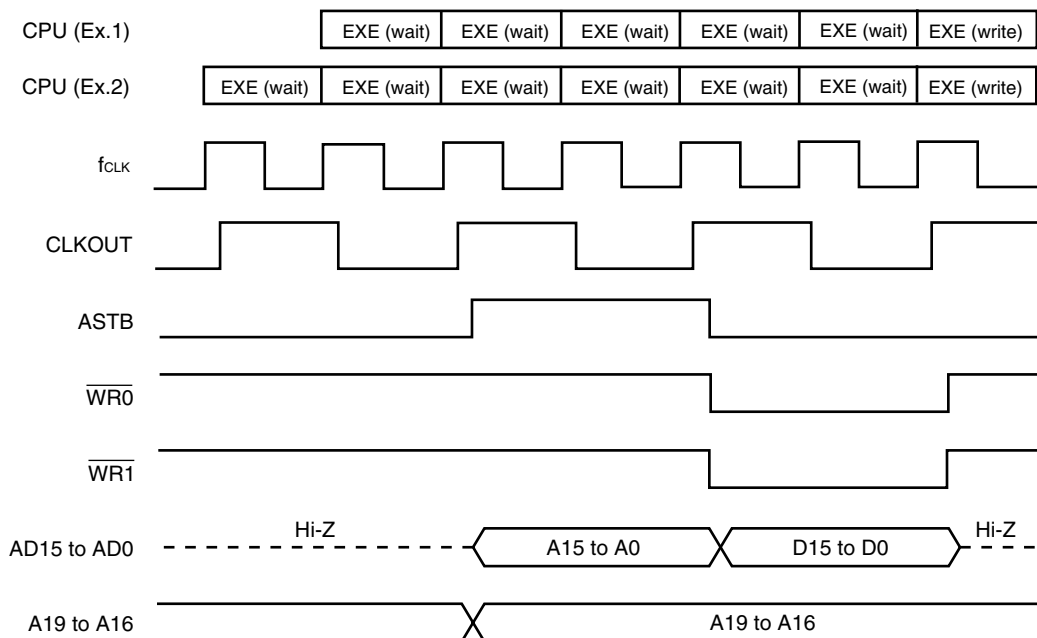 CPU (Ex.1) EXE (wait) EXE (wait) EXE (wait) EXE (wait) EXE (wait) EXE (write)
CPU (Ex.2) EXE (wait) EXE (wait) EXE (wait) EXE (wait) EXE (wait) EXE (wait) EXE (write)
fCLK
CLKOUT
ASTB
WR0
WR1
AD15 to AD0 Hi-Z A15 to A0 D15 to D0 Hi-Z
A19 to A16 A19 to A16